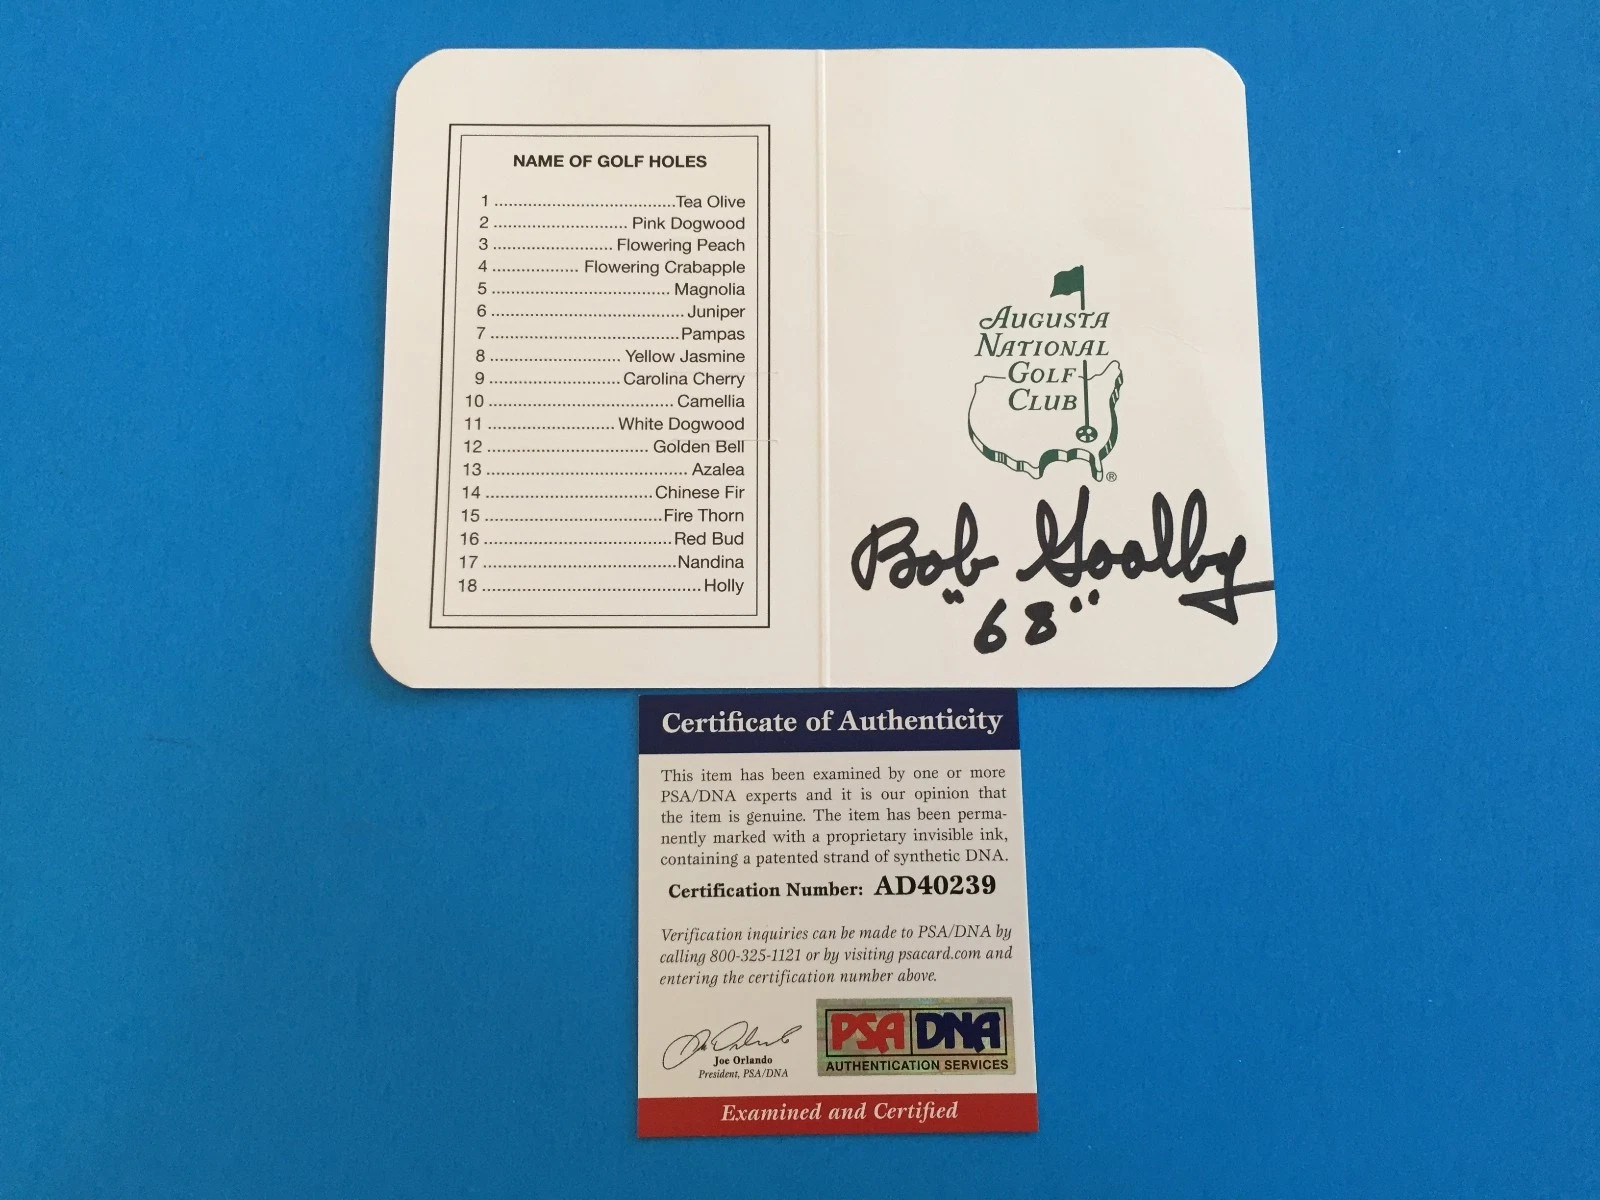 NAME OF GOLF HOLES
1 ......................................Tea Olive
2 ............................ Pink Dogwood
3 ......................... Flowering Peach
4 .................. Flowering Crabapple
5 ..................................... Magnolia
6 ........................................Juniper
7 .......................................Pampas
8 ........................... Yellow Jasmine
9 ...........................Carolina Cherry
10 ...................................... Camellia
11 ..........................White Dogwood
12 ................................. Golden Bell
13 .......................................... Azalea
14 ...................................Chinese Fir
15 .....................................Fire Thorn
16 .......................................Red Bud
17 ........................................Nandina
18 ..............................................Holly
AUGUSTA
NATIONAL
GOLF
CLUB
®
Bob Goalby
"68"
Certificate of Authenticity
This item has been examined by one or more
PSA/DNA experts and it is our opinion that
the item is genuine. The item has been perma-
nently marked with a proprietary invisible ink,
containing a patented strand of synthetic DNA.
Certification Number: AD40239
Verification inquiries can be made to PSA/DNA by
calling 800-325-1121 or by visiting psacard.com and
entering the certification number above.
Joe Orlando
President, PSA/DNA
PSA DNA
AUTHENTICATION SERVICES
Examined and Certified